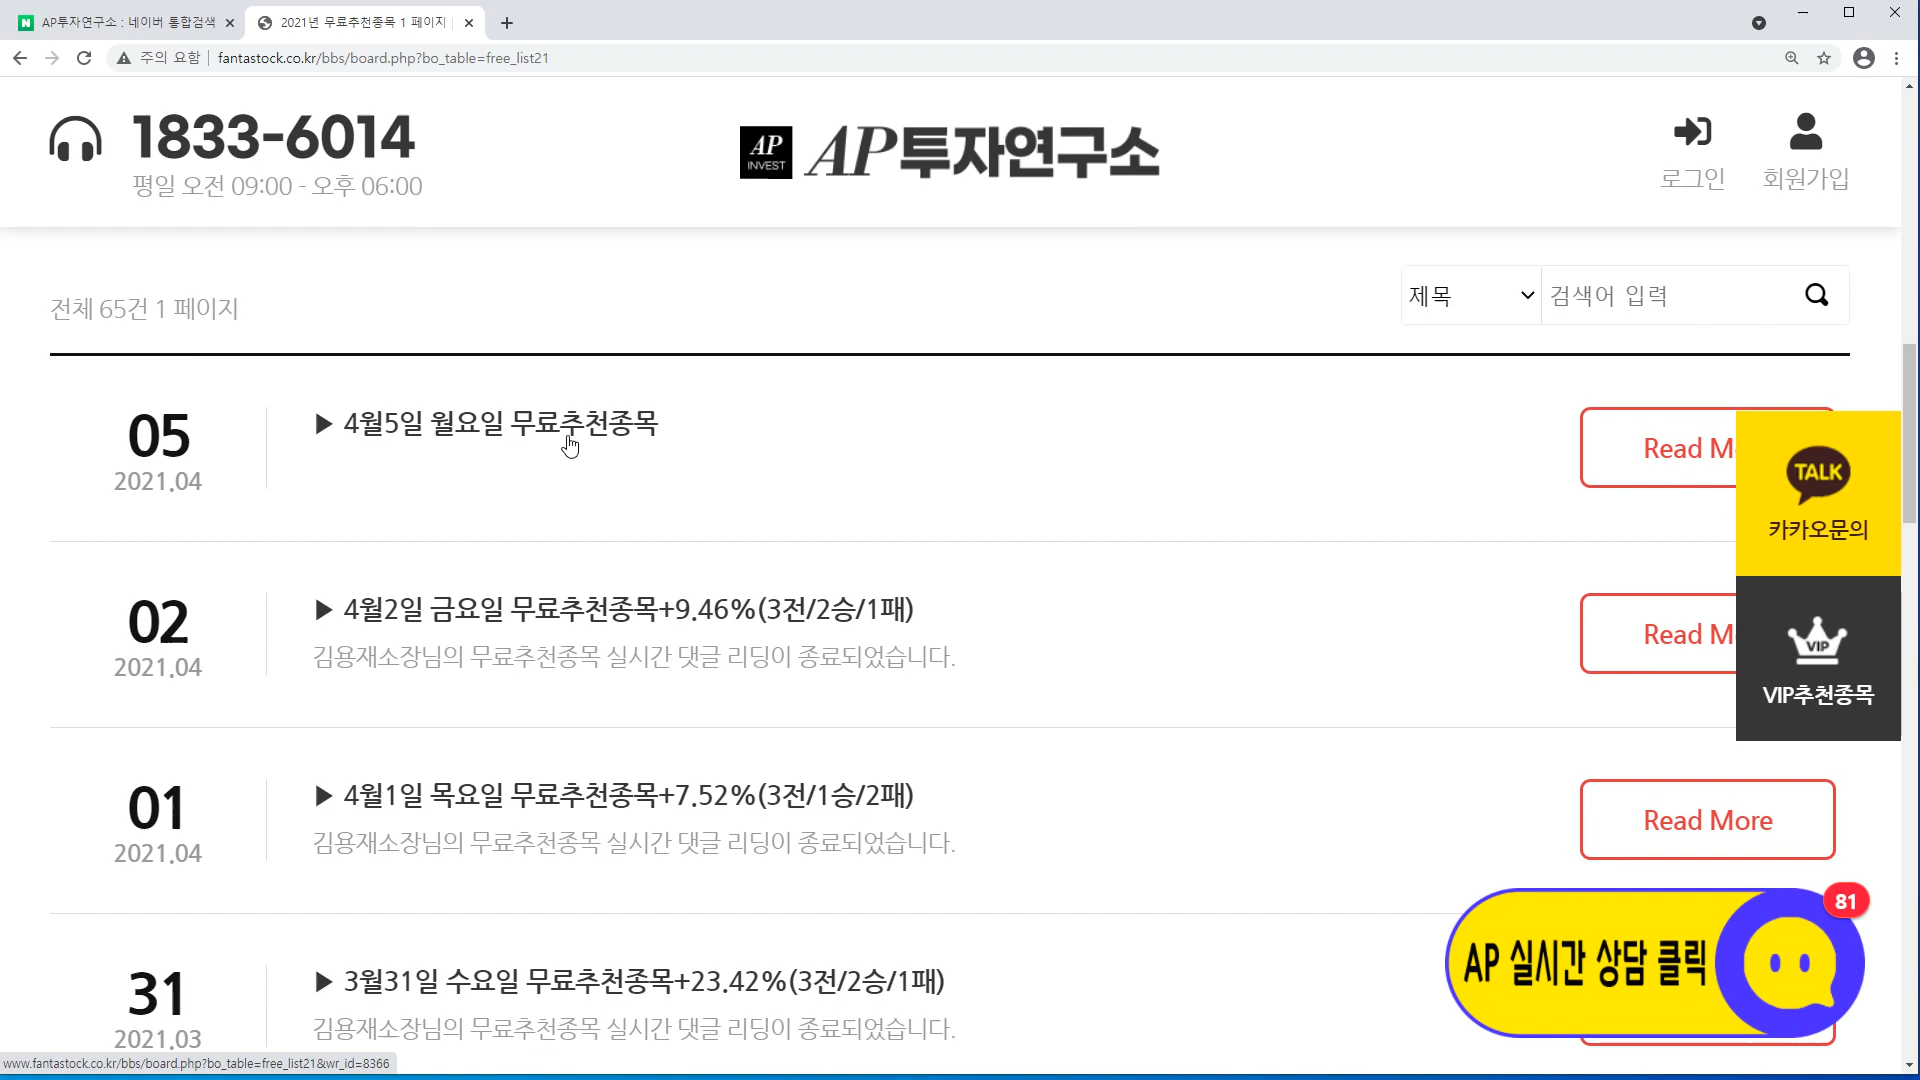 AP투자연구소 : 네이버 통합검색
2021년 무료추천종목 1 페이지
주의 요함
fantastock.co.kr/bbs/board.php?bo_table=free_list21
1833-6014
평일 오전 09:00 - 오후 06:00
AP
INVEST
AP투자연구소
로그인
회원가입
전체 65건 1 페이지
제목
검색어 입력
05
2021.04
▶ 4월5일 월요일 무료추천종목
Read M
TALK
카카오문의
02
2021.04
▶ 4월2일 금요일 무료추천종목+9.46%(3전/2승/1패)
김용재소장님의 무료추천종목 실시간 댓글 리딩이 종료되었습니다.
Read M
VIP
VIP추천종목
01
2021.04
▶ 4월1일 목요일 무료추천종목+7.52%(3전/1승/2패)
김용재소장님의 무료추천종목 실시간 댓글 리딩이 종료되었습니다.
Read More
31
2021.03
▶ 3월31일 수요일 무료추천종목+23.42%(3전/2승/1패)
김용재소장님의 무료추천종목 실시간 댓글 리딩이 종료되었습니다.
AP 실시간 상담 클릭
81
www.fantastock.co.kr/bbs/board.php?bo_table=free_list21&wr_id=8366